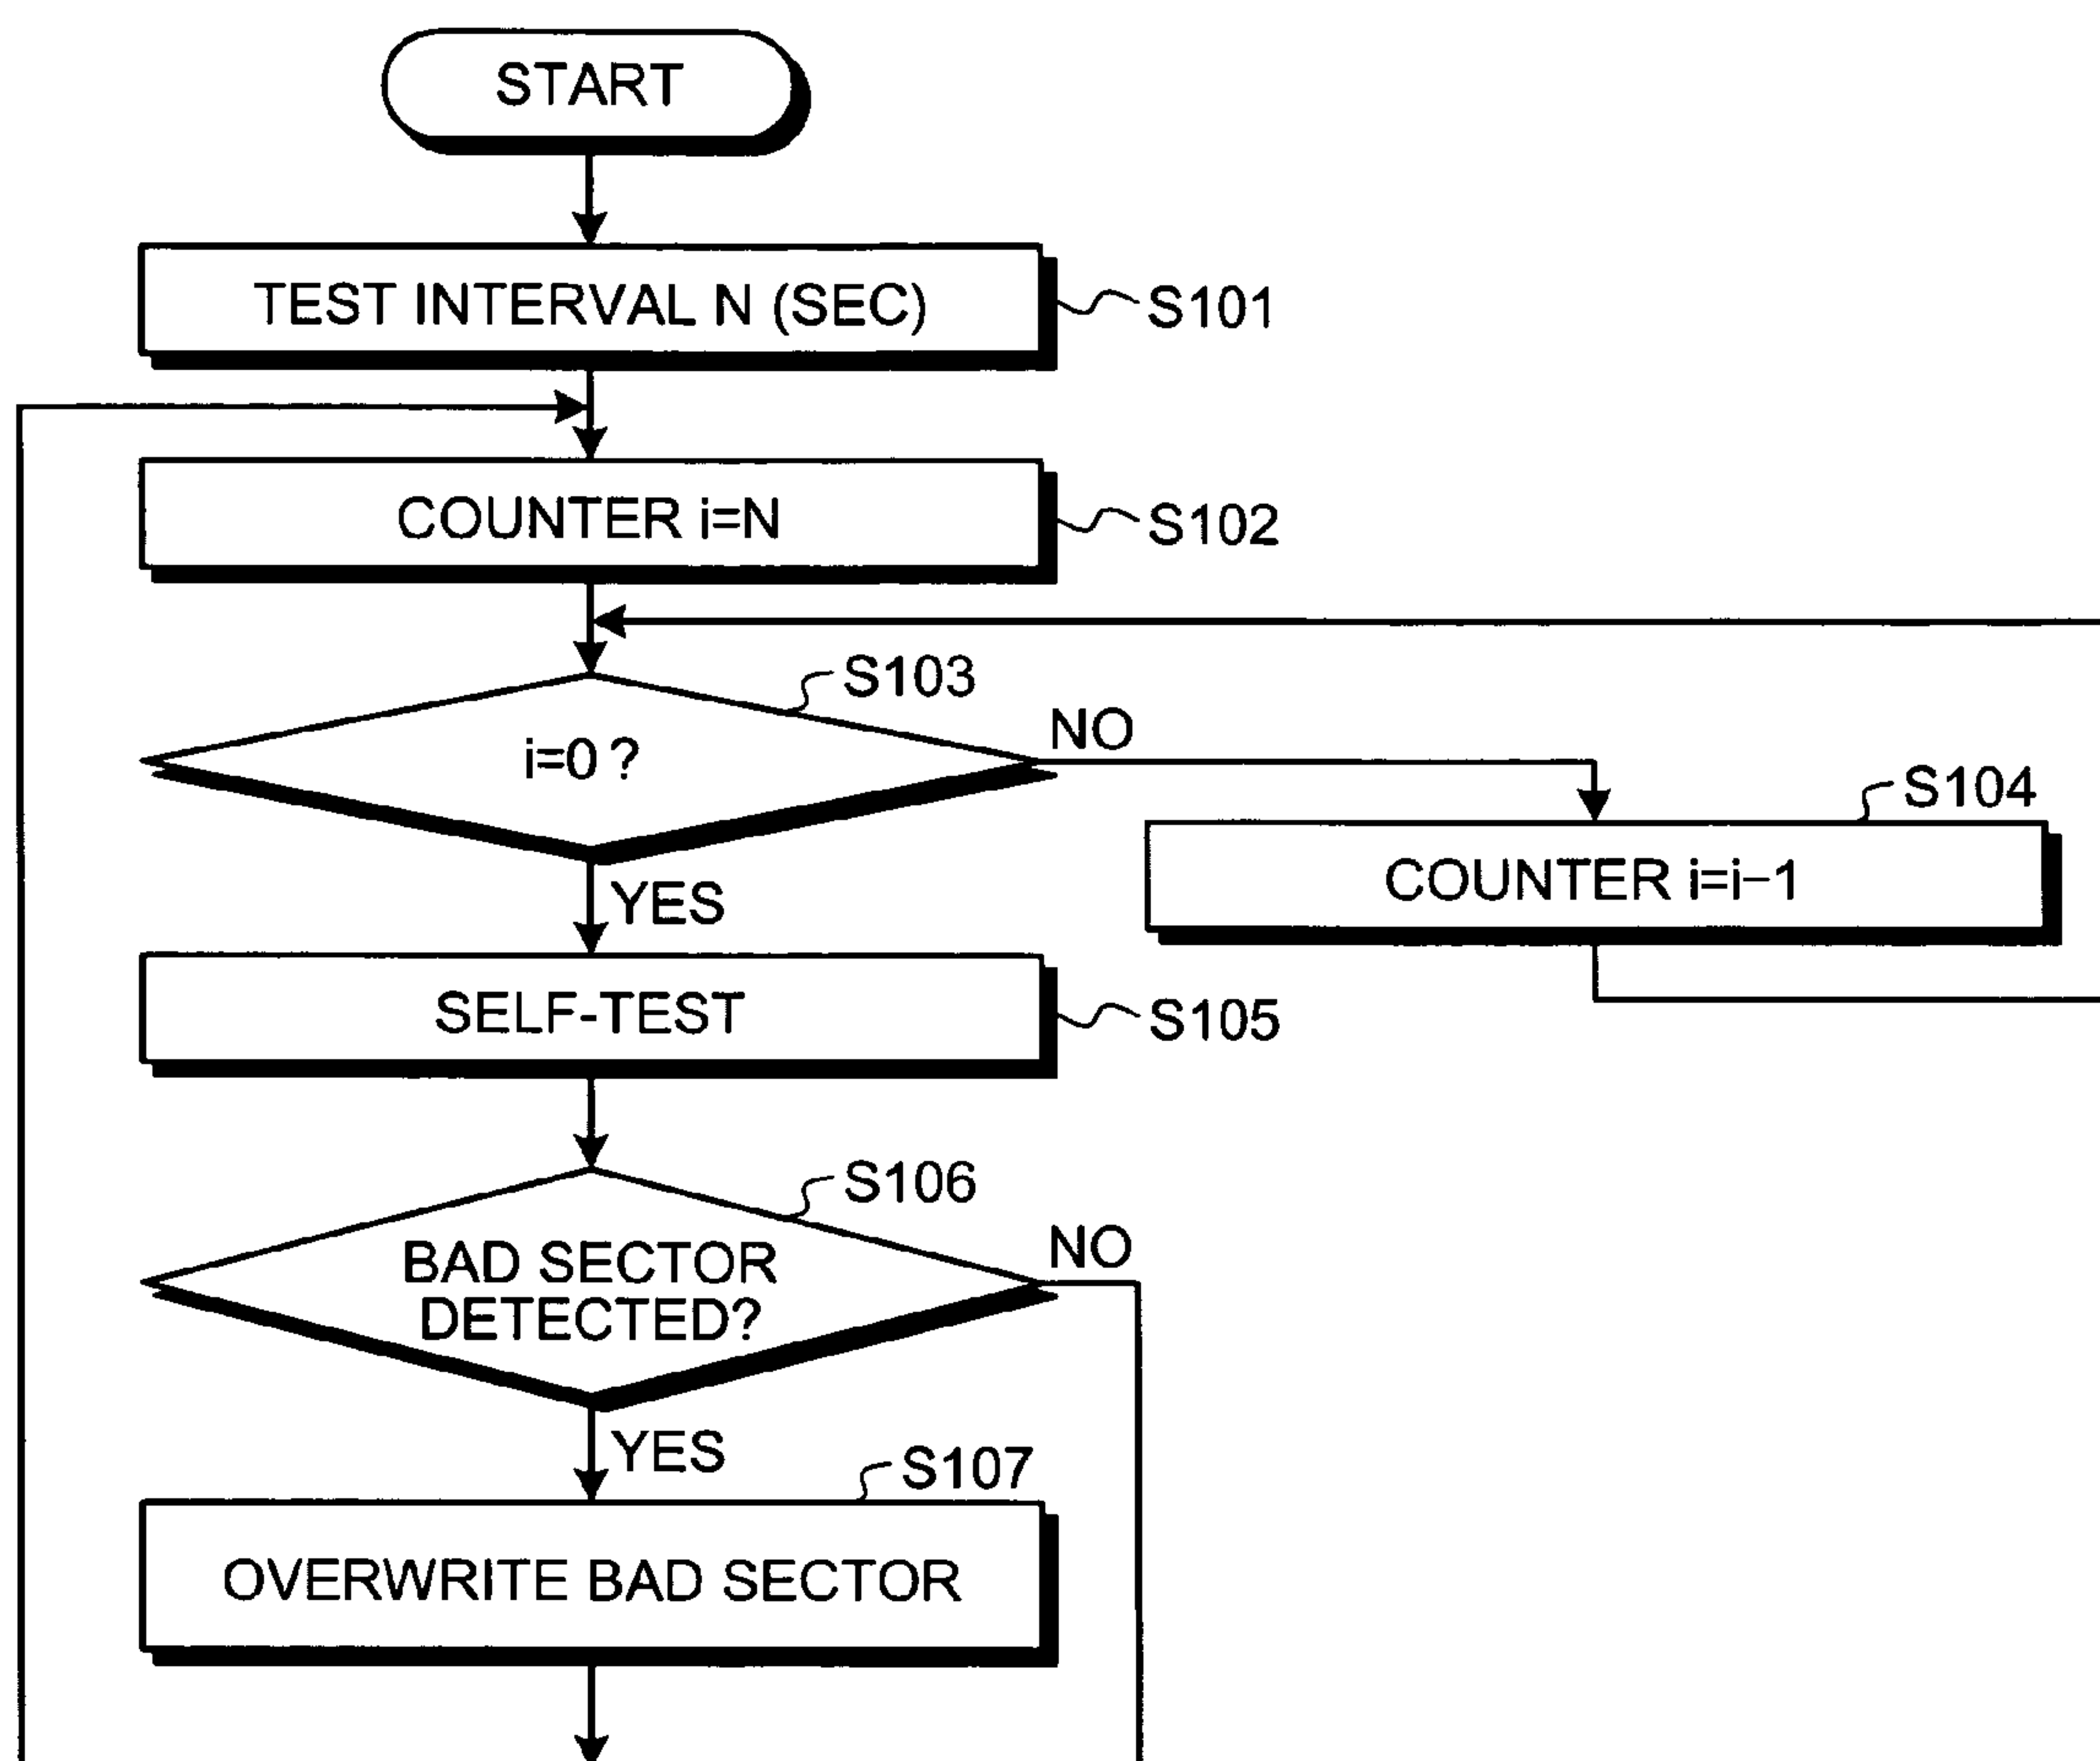 START
TEST INTERVAL N (SEC)
S101
COUNTER i=N
S102
S103
i=0 ?
NO
S104
COUNTER i=i−1
YES
SELF-TEST
S105
S106
BAD SECTOR
DETECTED?
NO
YES
S107
OVERWRITE BAD SECTOR